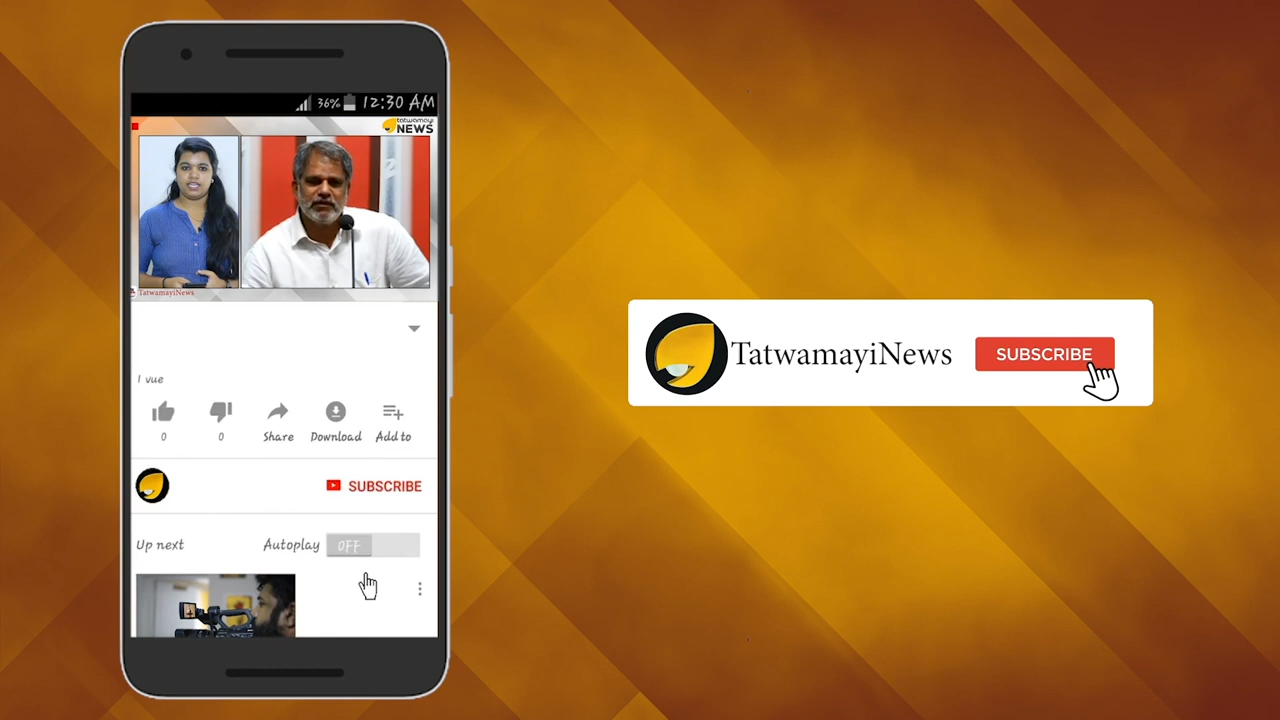 36% 12:30 AM
tatwamayi
NEWS
TatwamayiNews
1 vue
0 0 Share Download Add to
SUBSCRIBE
Up next Autoplay OFF
TatwamayiNews SUBSCRIBE